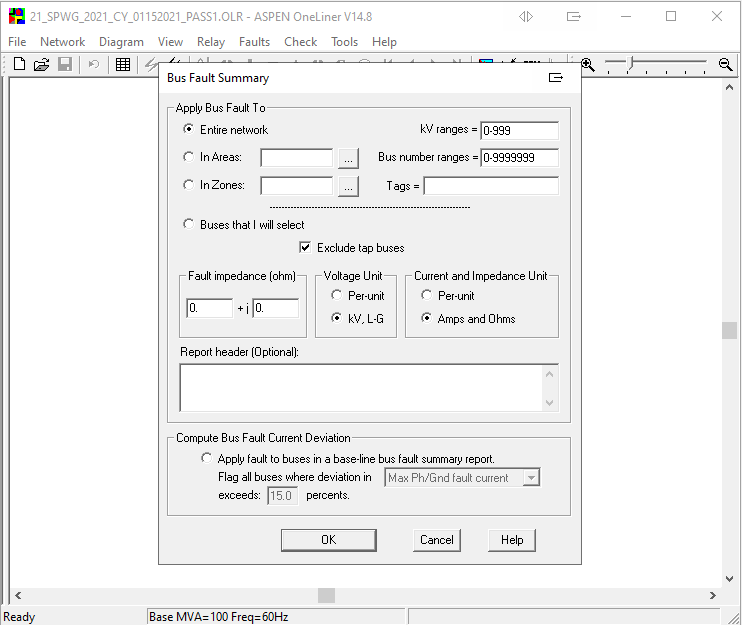 21_SPWG_2021_CY_01152021_PASS1.OLR - ASPEN OneLiner V14.8
File Network Diagram View Relay Faults Check Tools Help
Bus Fault Summary
Apply Bus Fault To
Entire network kV ranges = 0-999
In Areas: ... Bus number ranges = 0-9999999
In Zones: ... Tags =
Buses that I will select
Exclude tap buses
Fault impedance (ohm) Voltage Unit Current and Impedance Unit
Per-unit Per-unit
0. + j 0. kV, L-G Amps and Ohms
Report header (Optional):
Compute Bus Fault Current Deviation
Apply fault to buses in a base-line bus fault summary report.
Flag all buses where deviation in Max Ph/Gnd fault current
exceeds: 15.0 percents.
OK Cancel Help
Ready Base MVA=100 Freq=60Hz